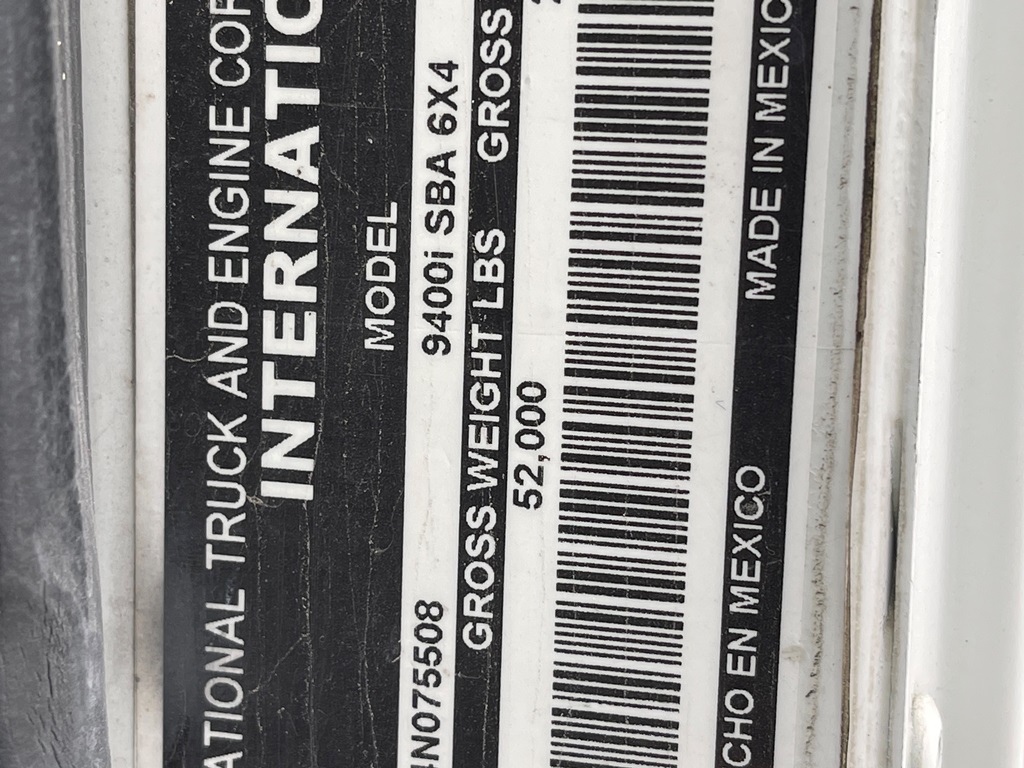 ATIONAL TRUCK AND ENGINE COR
INTERNATIO
MODEL
N075508 9400i SBA 6X4
GROSS WEIGHT LBS GROSS
52,000
CHO EN MEXICO MADE IN MEXIC